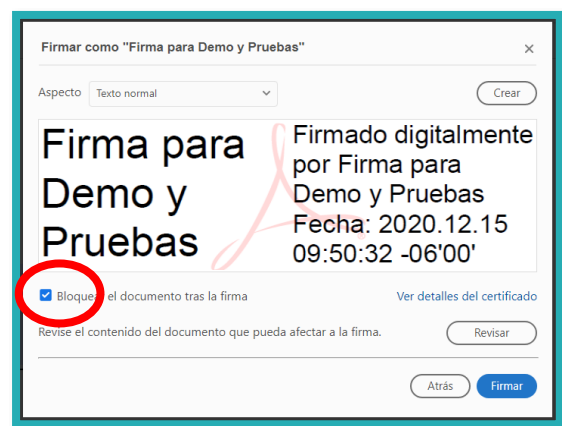 Firmar como "Firma para Demo y Pruebas"
Aspecto Texto normal Crear
Firma para
Demo y
Pruebas
Firmado digitalmente
por Firma para
Demo y Pruebas
Fecha: 2020.12.15
09:50:32 -06'00'
Bloquear el documento tras la firma Ver detalles del certificado
Revise el contenido del documento que pueda afectar a la firma. Revisar
Atrás Firmar